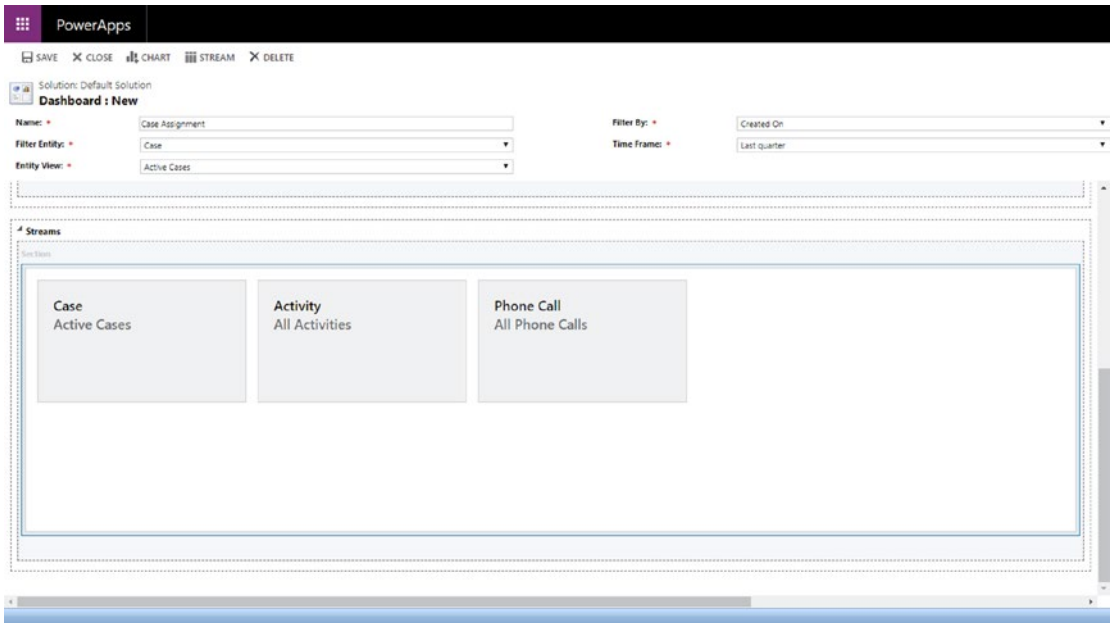 PowerApps
SAVE CLOSE CHART STREAM DELETE
Solution: Default Solution
Dashboard : New
Name: * Case Assignment Filter By: * Created On
Filter Entity: * Case Time Frame: * Last quarter
Entity View: * Active Cases
Streams
Section
Case Activity Phone Call
Active Cases All Activities All Phone Calls